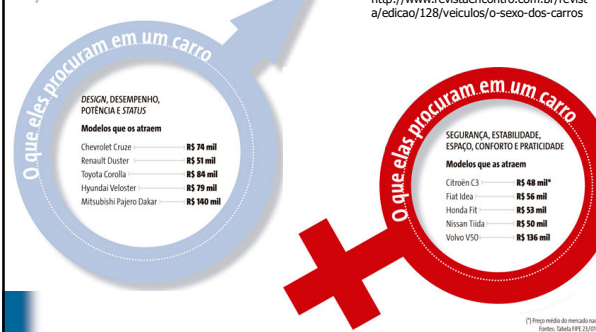 http://www.revistaencontro.com.br/revist
a/edicao/128/veiculos/o-sexo-dos-carros
O que eles procuram em um carro
DESIGN, DESEMPENHO,
POTÊNCIA E STATUS
Modelos que os atraem
Chevrolet Cruze R$ 74 mil
Renault Duster R$ 51 mil
Toyota Corolla R$ 84 mil
Hyundai Veloster R$ 79 mil
Mitsubishi Pajero Dakar R$ 140 mil
O que elas procuram em um carro
SEGURANÇA, ESTABILIDADE,
ESPAÇO, CONFORTO E PRATICIDADE
Modelos que as atraem
Citroën C3 R$ 48 mil*
Fiat Idea R$ 56 mil
Honda Fit R$ 53 mil
Nissan Tiida R$ 50 mil
Volvo V50 R$ 136 mil
(*) Preço médio do mercado nac
Fontes: Tabela FIPE 23/01